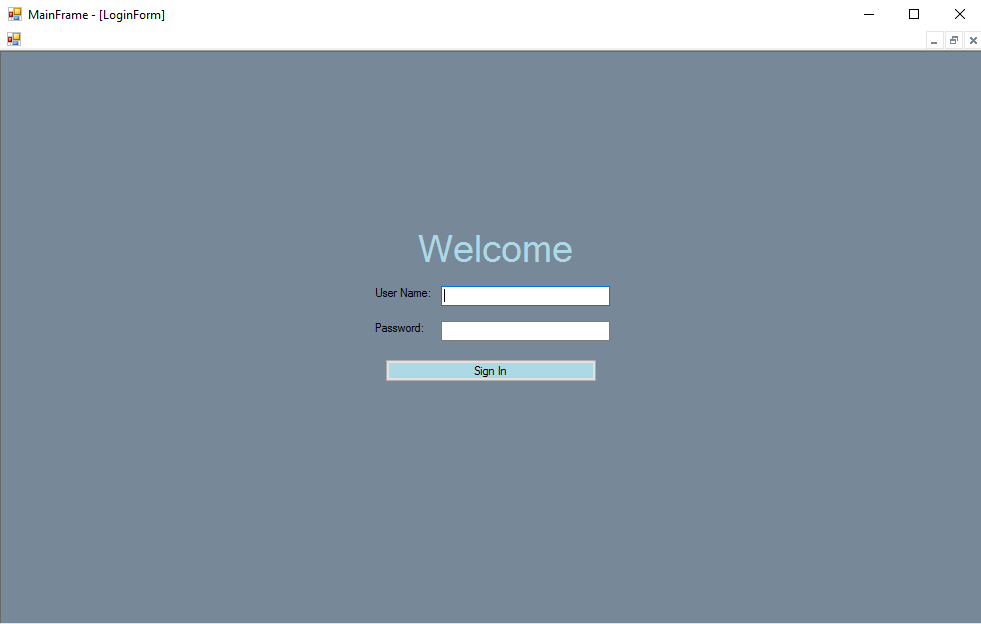 MainFrame - [LoginForm]
Welcome
User Name:
Password:
Sign In